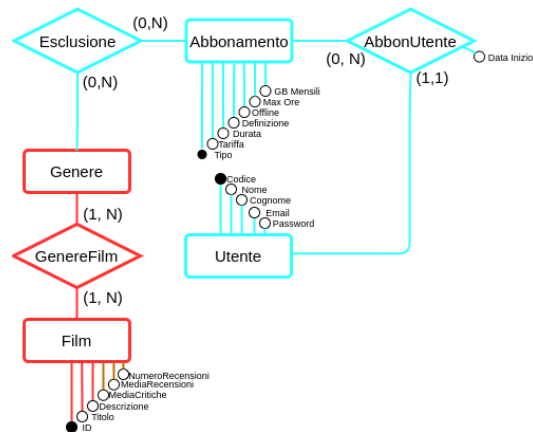 Esclusione
(0,N)
Abbonamento
(0, N)
AbbonUtente
Data Inizio
(0,N)
(1,1)
GB Mensili
Max Ore
Offline
Definizione
Durata
Tariffa
Tipo
Genere
Codice
Nome
Cognome
Email
Password
(1, N)
GenereFilm
Utente
(1, N)
Film
NumeroRecensioni
MediaRecensioni
MediaCritiche
Descrizione
Titolo
ID